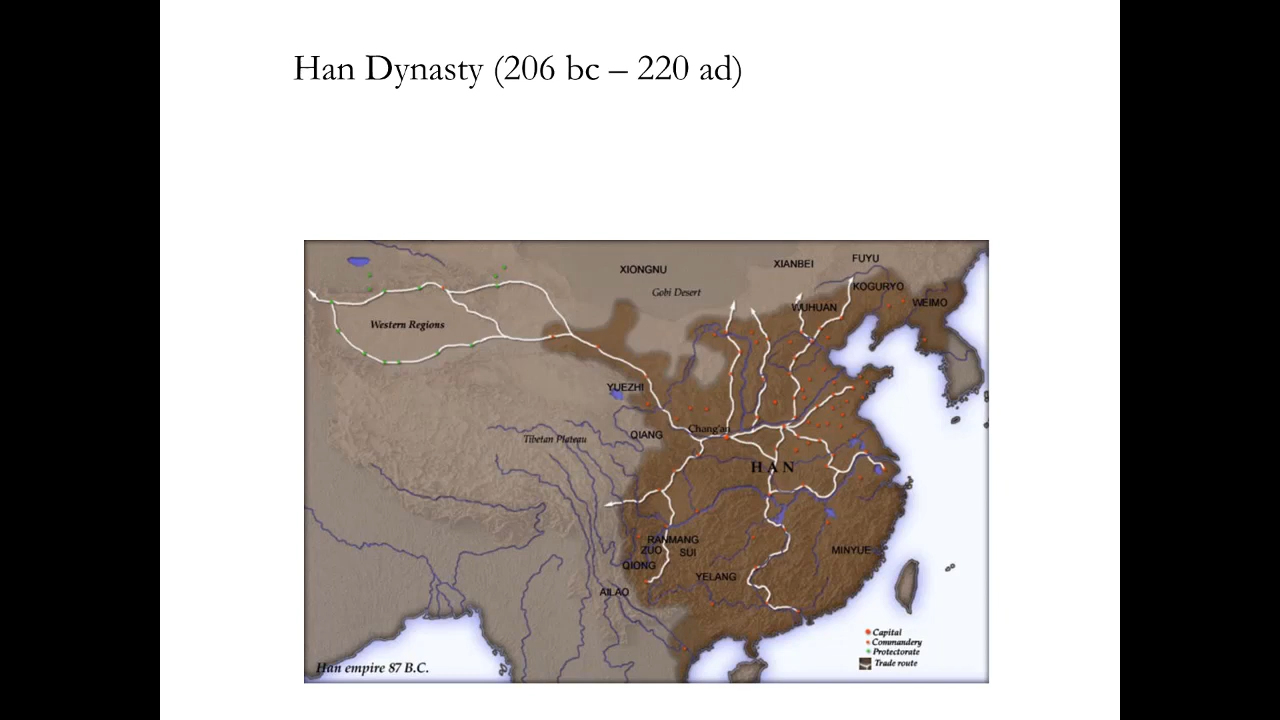 Han Dynasty (206 bc – 220 ad)
XIONGNU
XIANBEI
FUYU
Gobi Desert
KOGURYO
WEIMO
WUHUAN
Western Regions
YUEZHI
Chang'an
QIANG
Tibetan Plateau
HAN
RANMANG
ZUO
SUI
MINYUE
QIONG
YELANG
AILAO
Capital
Commandery
Protectorate
Trade route
Han empire 87 B.C.